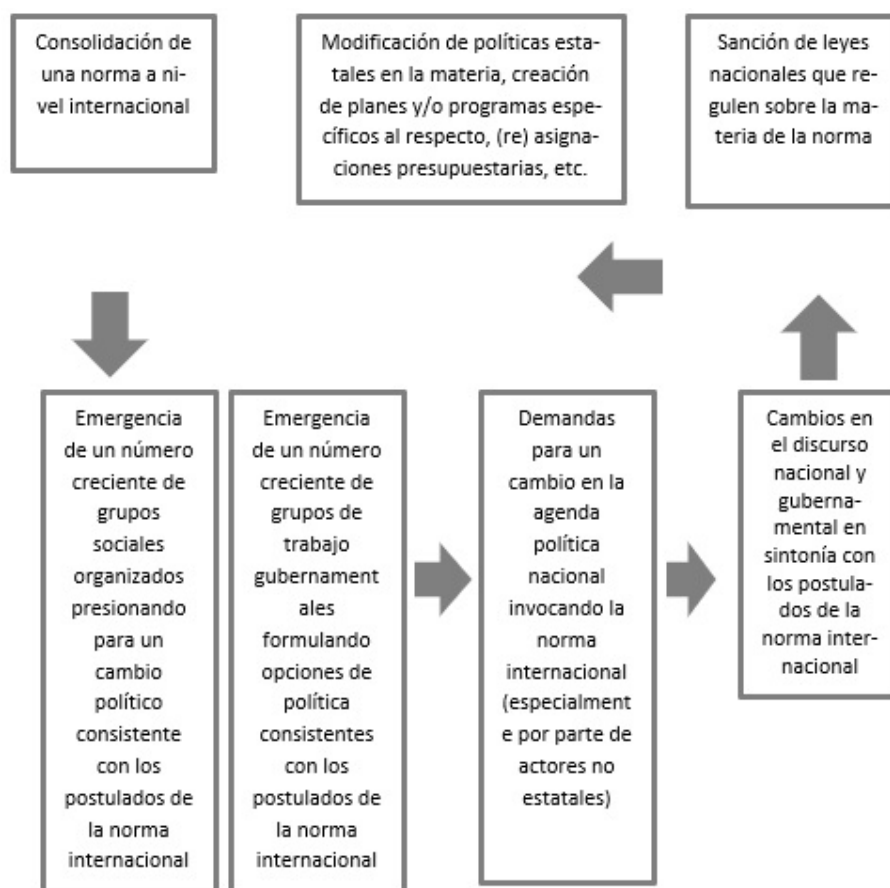 Consolidación de
una norma a ni-
vel internacional
Modificación de políticas esta-
tales en la materia, creación
de planes y/o programas espe-
cíficos al respecto, (re) asigna-
ciones presupuestarias, etc.
Sanción de leyes
nacionales que re-
gulen sobre la ma-
teria de la norma
Emergencia
de un número
creciente de
grupos
sociales
organizados
presionando
para un
cambio
político
consistente
con los
postulados de
la norma
internacional
Emergencia
de un número
creciente de
grupos de
trabajo
gubernament
ales
formulando
opciones de
política
consistentes
con los
postulados de
la norma
internacional
Demandas
para un
cambio en la
agenda
política
nacional
invocando la
norma
internacional
(especialment
e por parte de
actores no
estatales)
Cambios en
el discurso
nacional y
guberna-
mental en
sintonía con
los postula-
dos de la
norma inter-
nacional